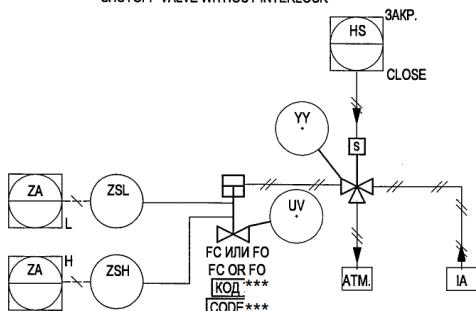 SHUTOFF VALVE WITHOUT INTERLOCK
ЗАКР.
HS
CLOSE
YY
S
ZA
L
ZSL
UV
ZA
H
ZSH
FC ИЛИ FO
FC OR FO
КОД ***
CODE ***
ATM.
IA